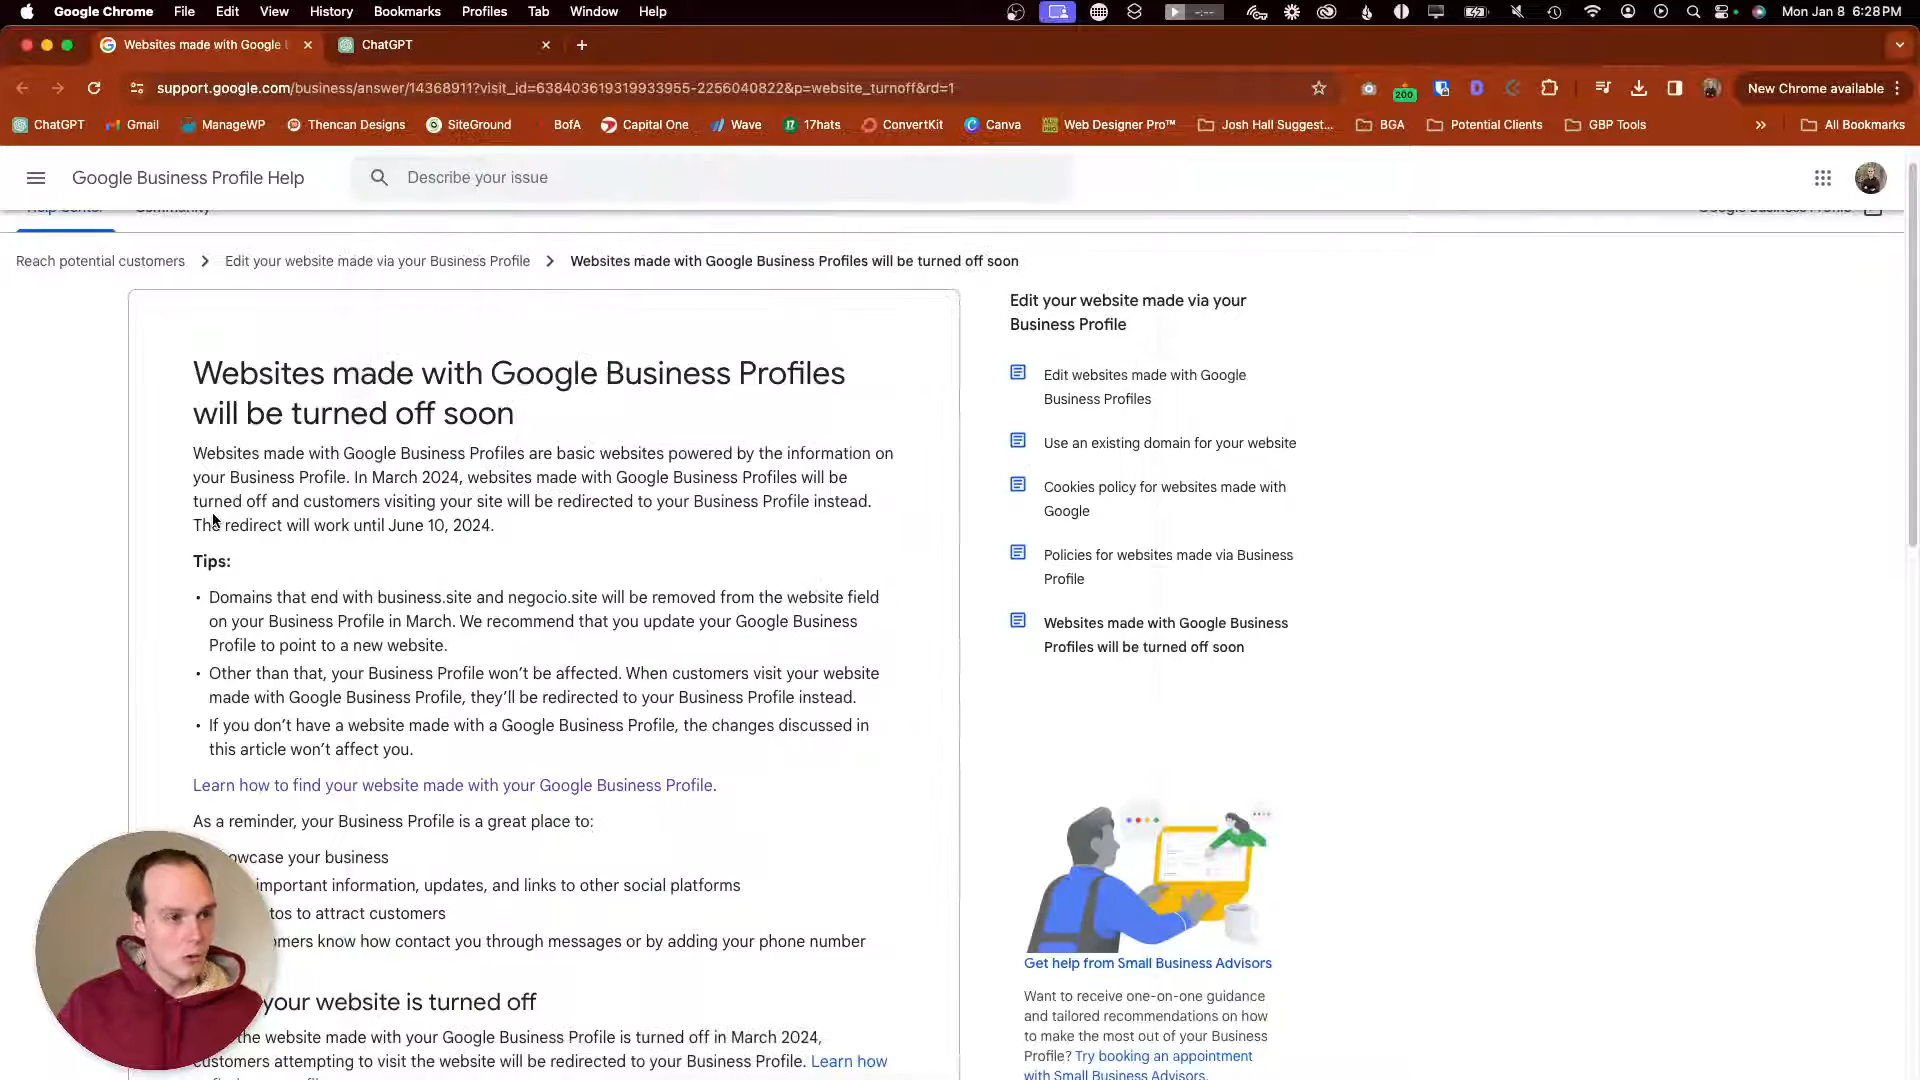 Google Chrome File Edit View History Bookmarks Profiles Tab Window Help Mon Jan 8 6:28 PM
Websites made with Google ChatGPT
support.google.com/business/answer/14368911?visit_id=638403619319933955-2256040822&p=website_turnoff&rd=1 200 New Chrome available
ChatGPT Gmail ManageWP Thencan Designs SiteGround BofA Capital One Wave 17hats ConvertKit Canva Web Designer Pro™ Josh Hall Suggest... BGA Potential Clients GBP Tools All Bookmarks
Google Business Profile Help Describe your issue
Help Center Community
Reach potential customers Edit your website made via your Business Profile Websites made with Google Business Profiles will be turned off soon
Websites made with Google Business Profiles
will be turned off soon
Websites made with Google Business Profiles are basic websites powered by the information on
your Business Profile. In March 2024, websites made with Google Business Profiles will be
turned off and customers visiting your site will be redirected to your Business Profile instead.
The redirect will work until June 10, 2024.
Tips:
• Domains that end with business.site and negocio.site will be removed from the website field
on your Business Profile in March. We recommend that you update your Google Business
Profile to point to a new website.
• Other than that, your Business Profile won't be affected. When customers visit your website
made with Google Business Profile, they'll be redirected to your Business Profile instead.
• If you don't have a website made with a Google Business Profile, the changes discussed in
this article won't affect you.
Learn how to find your website made with your Google Business Profile.
As a reminder, your Business Profile is a great place to:
owcase your business
important information, updates, and links to other social platforms
tos to attract customers
mers know how contact you through messages or by adding your phone number
your website is turned off
the website made with your Google Business Profile is turned off in March 2024,
customers attempting to visit the website will be redirected to your Business Profile. Learn how
Edit your website made via your
Business Profile
Edit websites made with Google
Business Profiles
Use an existing domain for your website
Cookies policy for websites made with
Google
Policies for websites made via Business
Profile
Websites made with Google Business
Profiles will be turned off soon
Get help from Small Business Advisors
Want to receive one-on-one guidance
and tailored recommendations on how
to make the most out of your Business
Profile? Try booking an appointment
with Small Business Advisors.